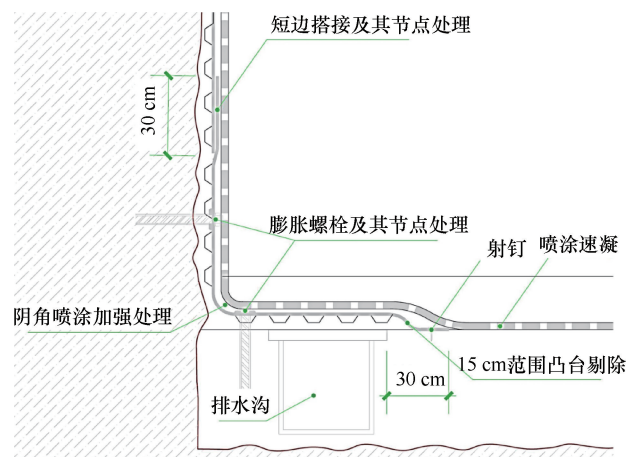 短边搭接及其节点处理
30 cm
膨胀螺栓及其节点处理
射钉
喷涂速凝
阴角喷涂加强处理
15 cm范围凸台剔除
30 cm
排水沟